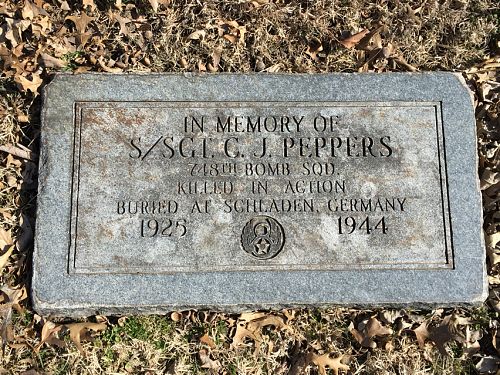 IN MEMORY OF
S/SGT. C. J. PEPPERS
748TH BOMB SQD.
KILLED IN ACTION
BURIED AT SCHLADEN, GERMANY
1925 1944